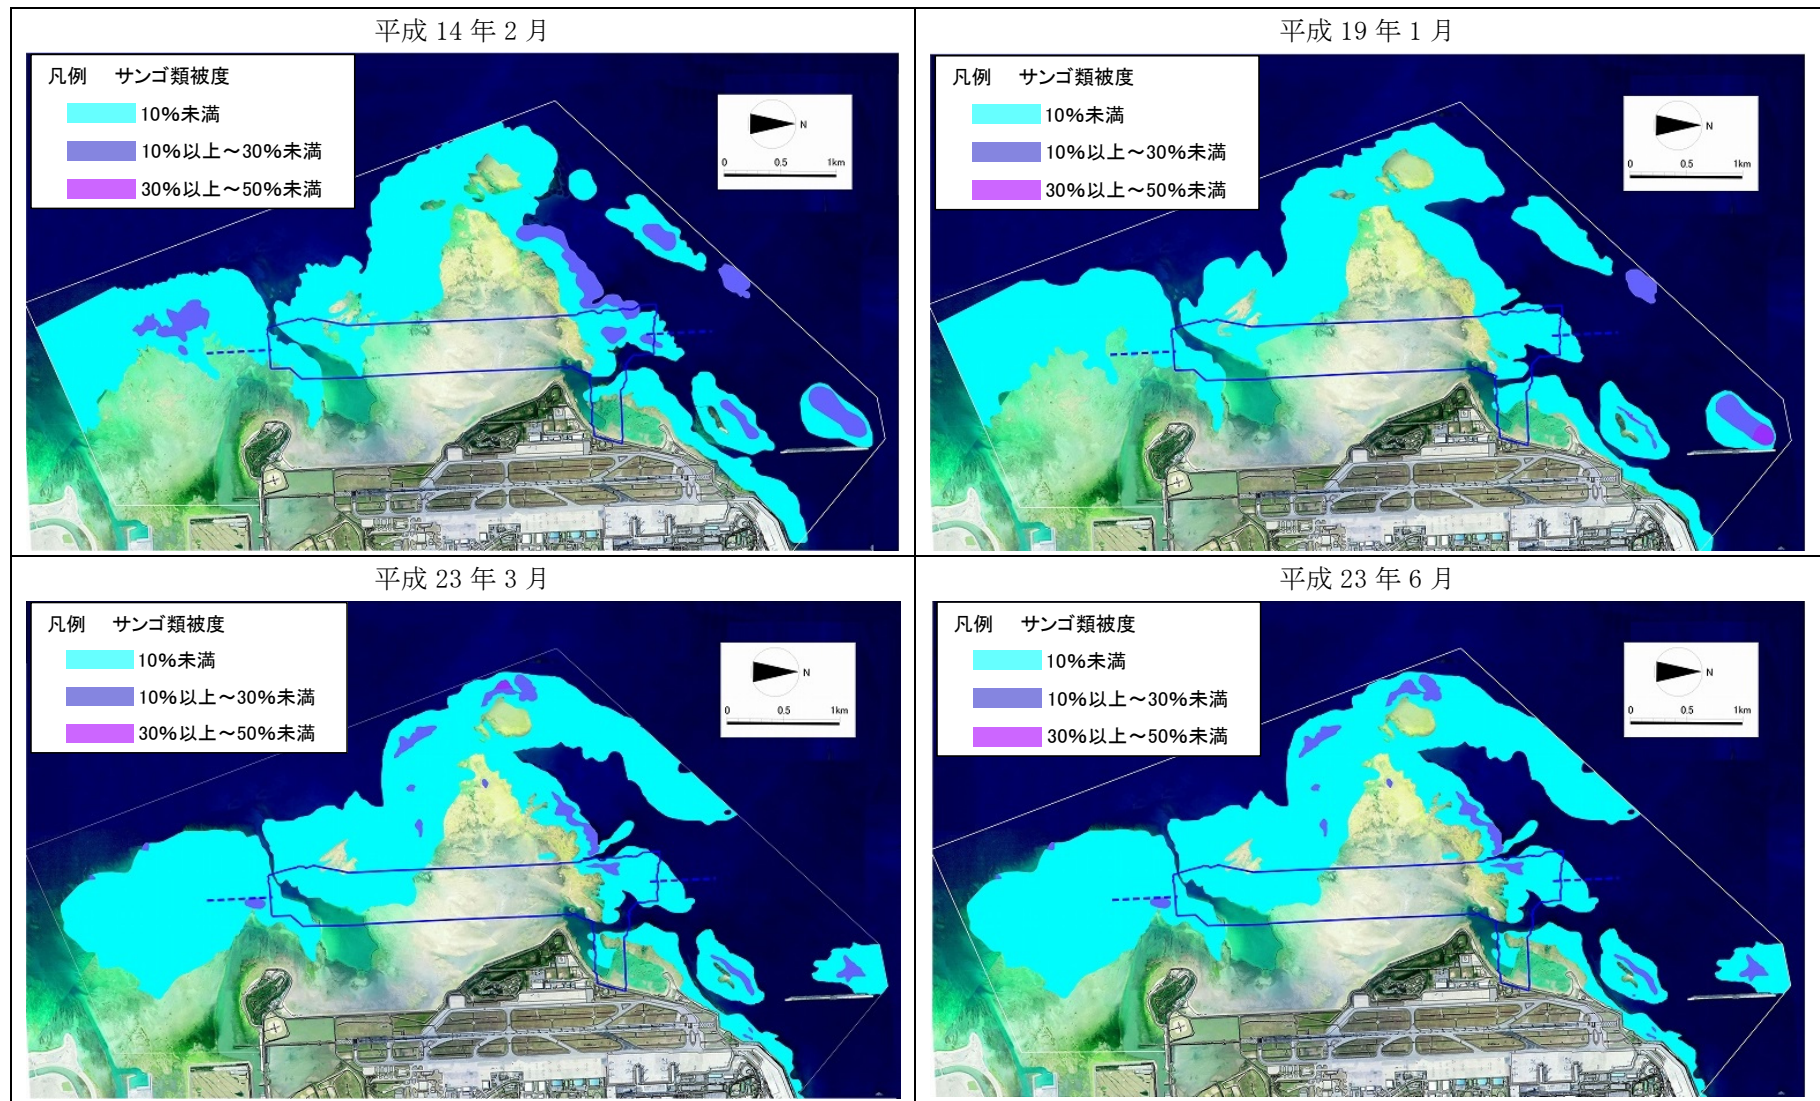 平成 14 年 2 月
凡例 サンゴ類被度
10%未満
10%以上～30%未満
30%以上～50%未満
N
0 0.5 1km
平成 19 年 1 月
凡例 サンゴ類被度
10%未満
10%以上～30%未満
30%以上～50%未満
N
0 0.5 1km
平成 23 年 3 月
凡例 サンゴ類被度
10%未満
10%以上～30%未満
30%以上～50%未満
N
0 0.5 1km
平成 23 年 6 月
凡例 サンゴ類被度
10%未満
10%以上～30%未満
30%以上～50%未満
N
0 0.5 1km